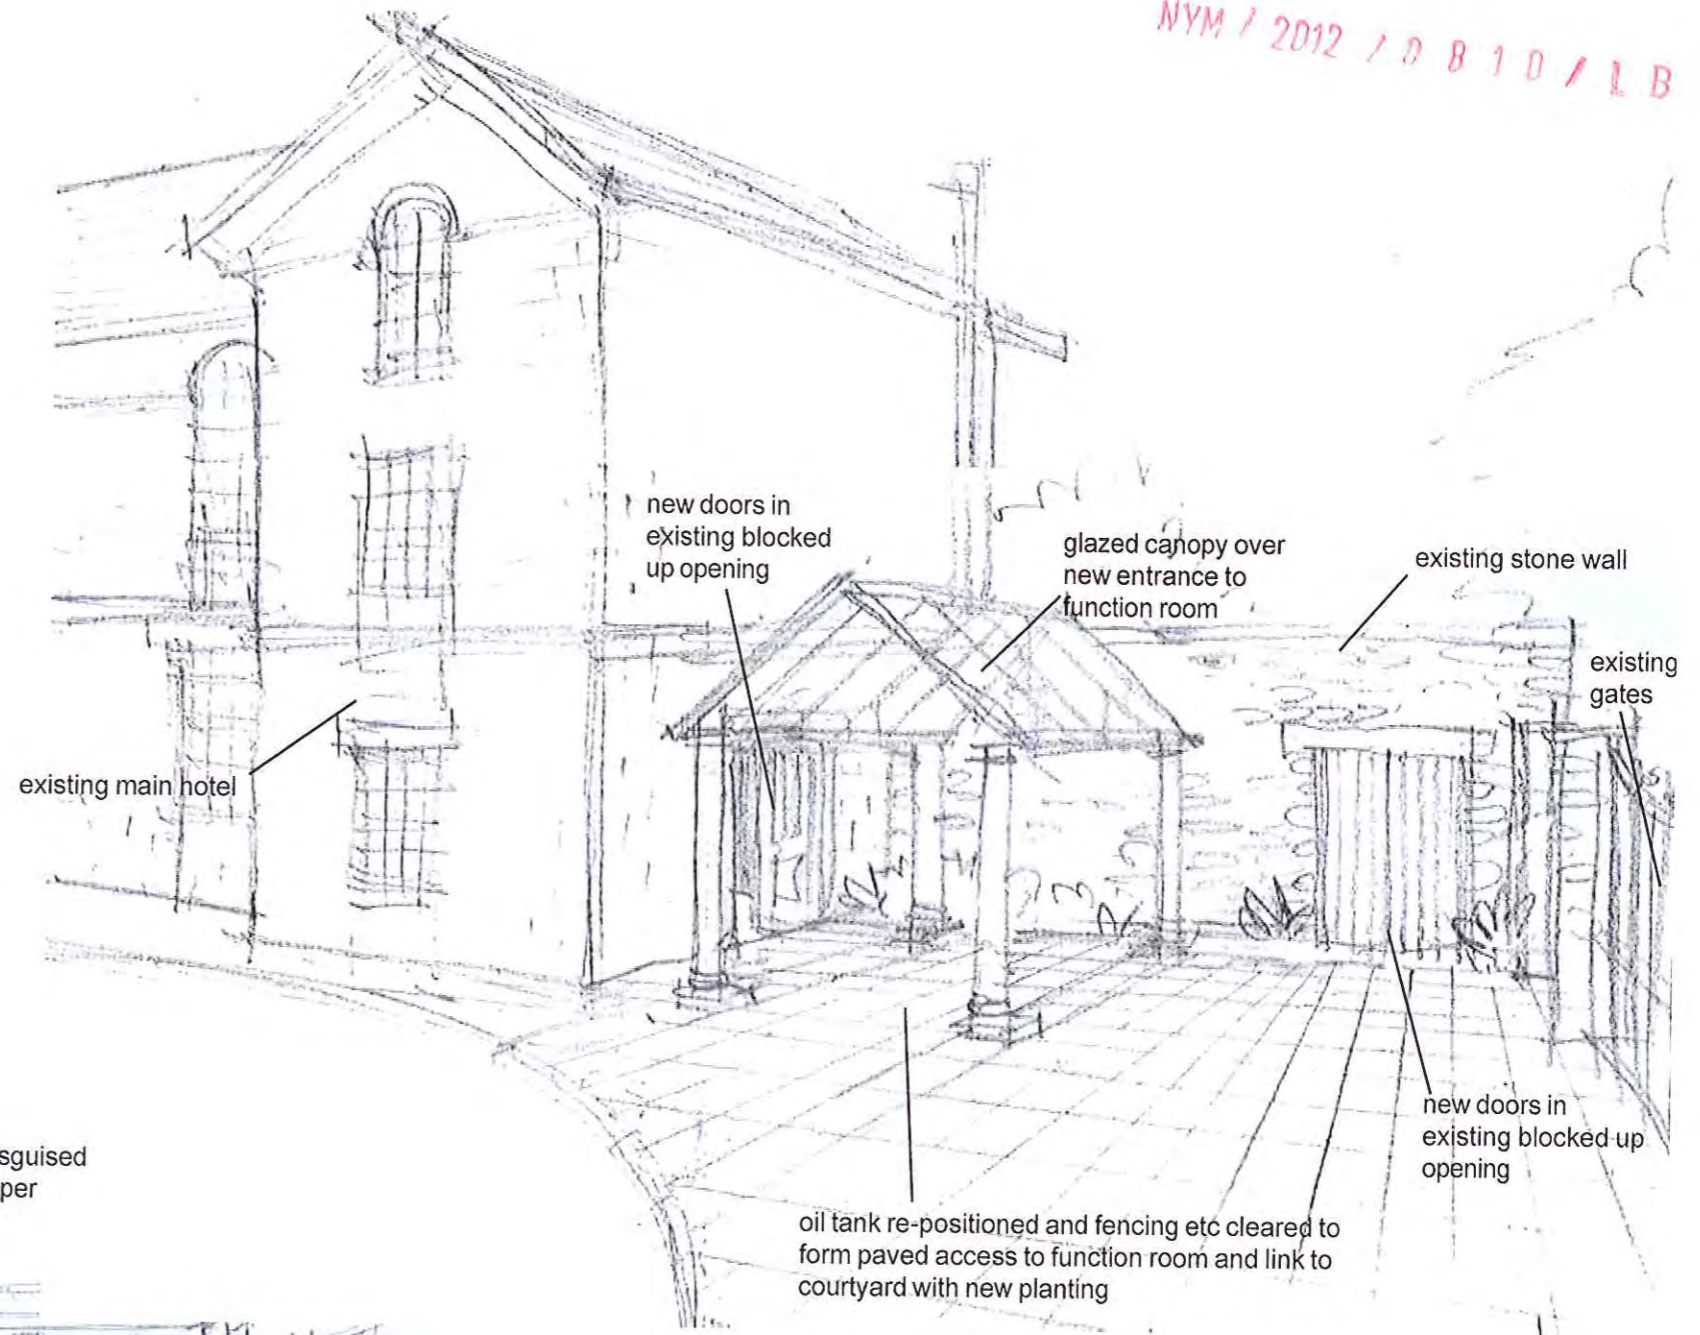 NYM / 2012 / 0 8 1 0 / L B
new doors in
existing blocked
up opening
glazed canopy over
new entrance to
function room
existing stone wall
existing
gates
existing main hotel
new doors in
existing blocked up
opening
sguised
per
oil tank re-positioned and fencing etc cleared to
form paved access to function room and link to
courtyard with new planting